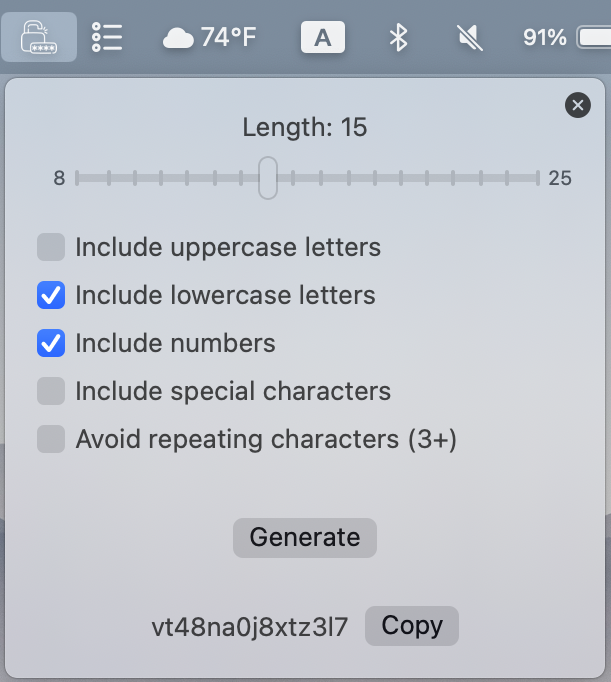 **** 74°F A 91%
Length: 15
8 25
Include uppercase letters
Include lowercase letters
Include numbers
Include special characters
Avoid repeating characters (3+)
Generate
vt48na0j8xtz3l7 Copy